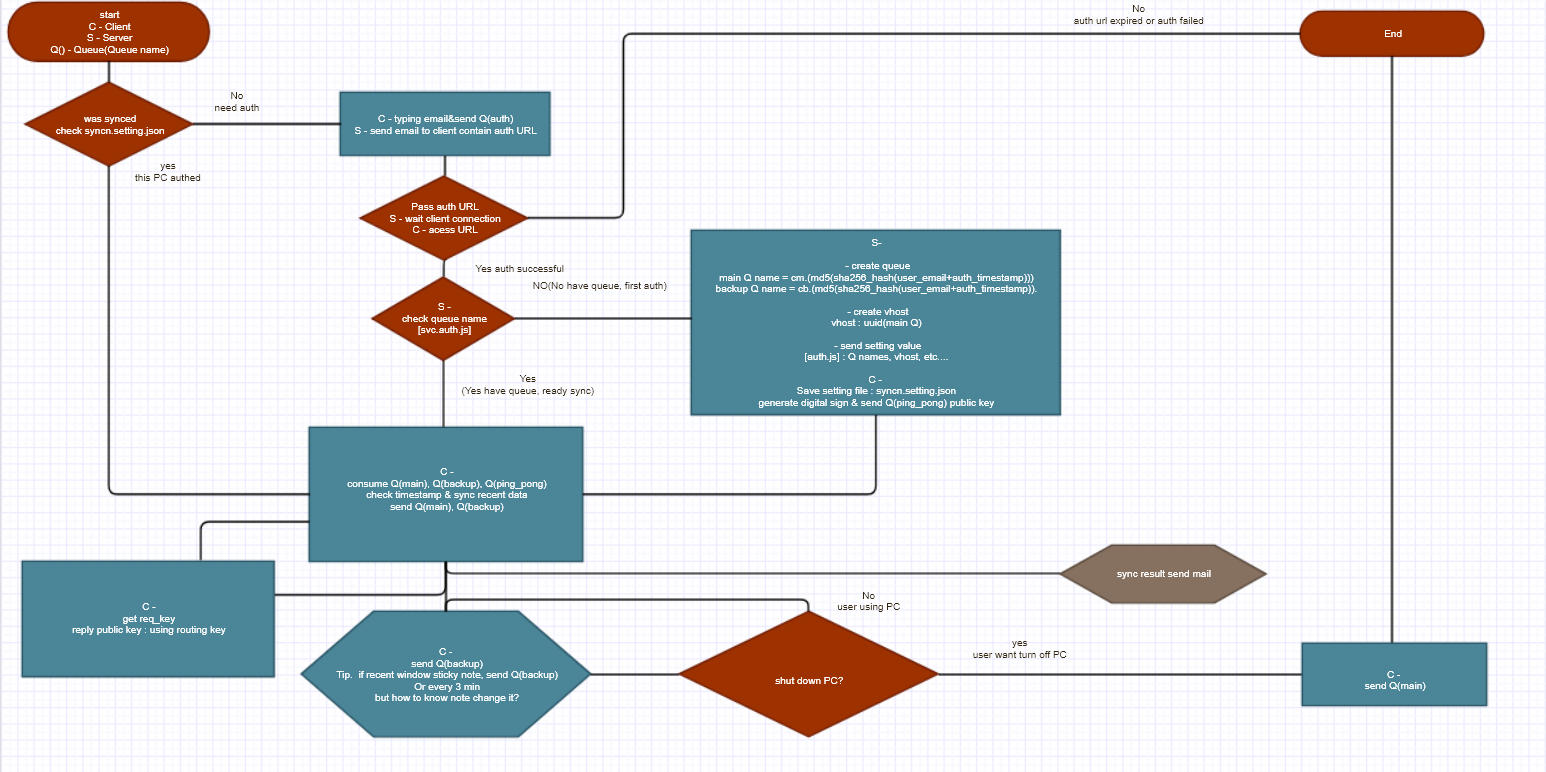 start
C - Client
S - Server
Q() - Queue(Queue name)
No
auth url expired or auth failed
End
was synced
check syncn.setting.json
No
need auth
C - typing email&send Q(auth)
S - send email to client contain auth URL
yes
this PC authed
Pass auth URL
S - wait client connection
C - acess URL
Yes auth successful
NO(No have queue, first auth)
S -
check queue name
[svc.auth.js]
S-
- create queue
main Q name = cm.(md5(sha256_hash(user_email+auth_timestamp)))
backup Q name = cb.(md5(sha256_hash(user_email+auth_timestamp)).
- create vhost
vhost : uuid(main Q)
- send setting value
[auth.js] : Q names, vhost, etc....
C -
Save setting file : syncn.setting.json
generate digital sign & send Q(ping_pong) public key
Yes
(Yes have queue, ready sync)
C -
consume Q(main), Q(backup), Q(ping_pong)
check timestamp & sync recent data
send Q(main), Q(backup)
sync result send mail
C -
get req_key
reply public key : using routing key
No
user using PC
C -
send Q(backup)
Tip.  if recent window sticky note, send Q(backup)
Or every 3 min
but how to know note change it?
shut down PC?
yes
user want turn off PC
C -
send Q(main)